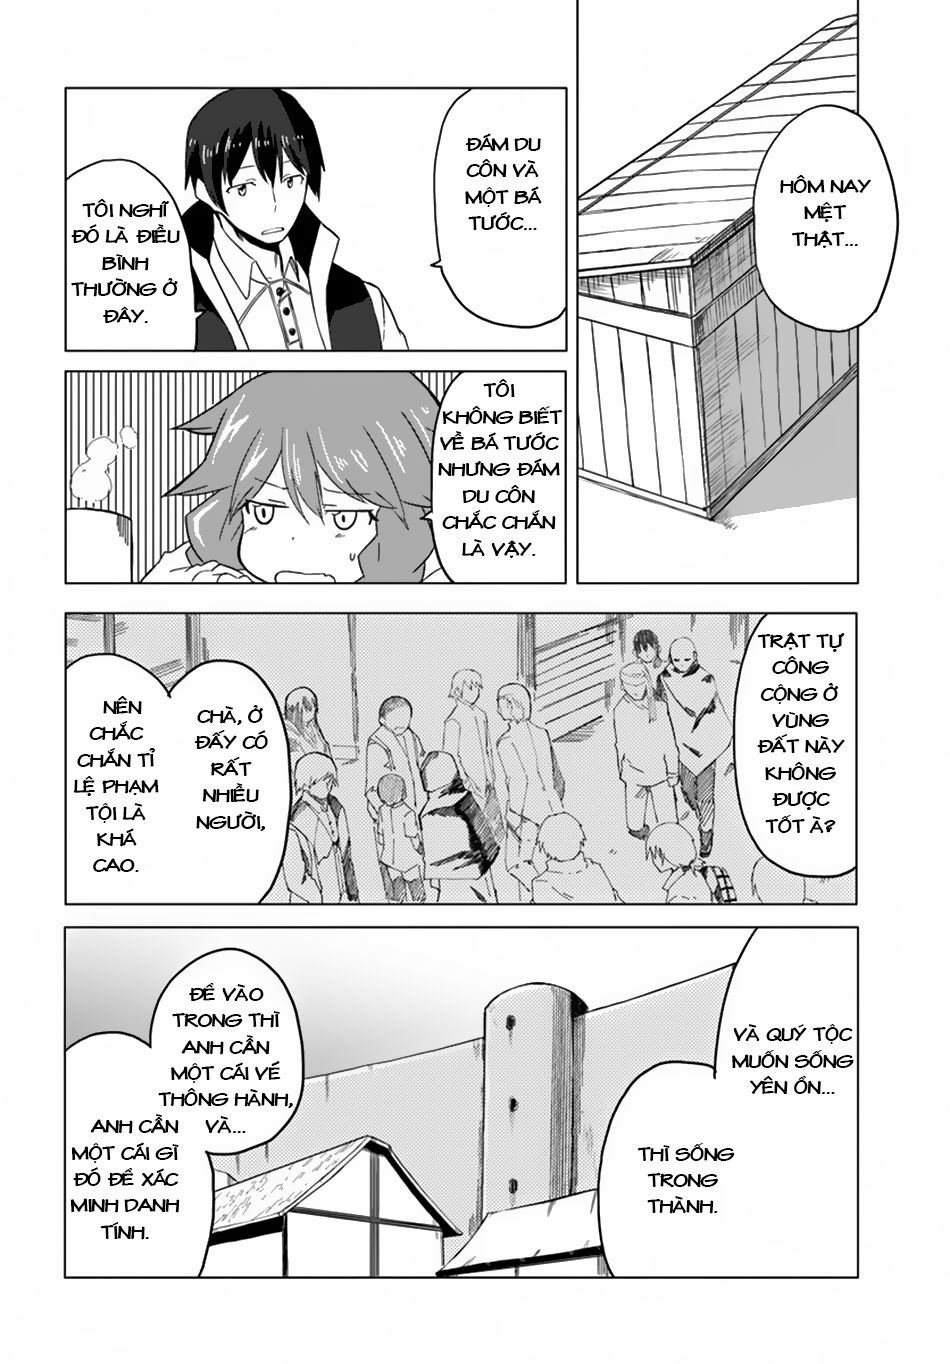 HÔM NAY
MỆT
THẬT...
ĐÁM DU
CÔN VÀ
MỘT BÁ
TƯỚC...
TÔI NGHĨ
ĐÓ LÀ ĐIỀU
BÌNH
THƯỜNG Ở
ĐÂY.
TÔI
KHÔNG BIẾT
VỀ BÁ TƯỚC
NHƯNG ĐÁM
DU CÔN
CHẮC CHẮN
LÀ VẬY.
TRẬT TỰ
CÔNG
CỘNG Ở
VÙNG
ĐẤT NÀY
KHÔNG
ĐƯỢC
TỐT À?
CHÀ, Ở
ĐẤY CÓ
RẤT
NHIỀU
NGƯỜI,
NÊN
CHẮC
CHẮN TỈ
LỆ PHẠM
TỘI LÀ
KHÁ
CAO.
VÀ QUÝ TỘC
MUỐN SỐNG
YÊN ỔN...
THÌ SỐNG
TRONG
THÀNH.
ĐỂ VÀO
TRONG THÌ
ANH CẦN
MỘT CÁI VÉ
THÔNG HÀNH,
VÀ...
ANH CẦN
MỘT CÁI GÌ
ĐÓ ĐỂ XÁC
MINH DANH
TÍNH.